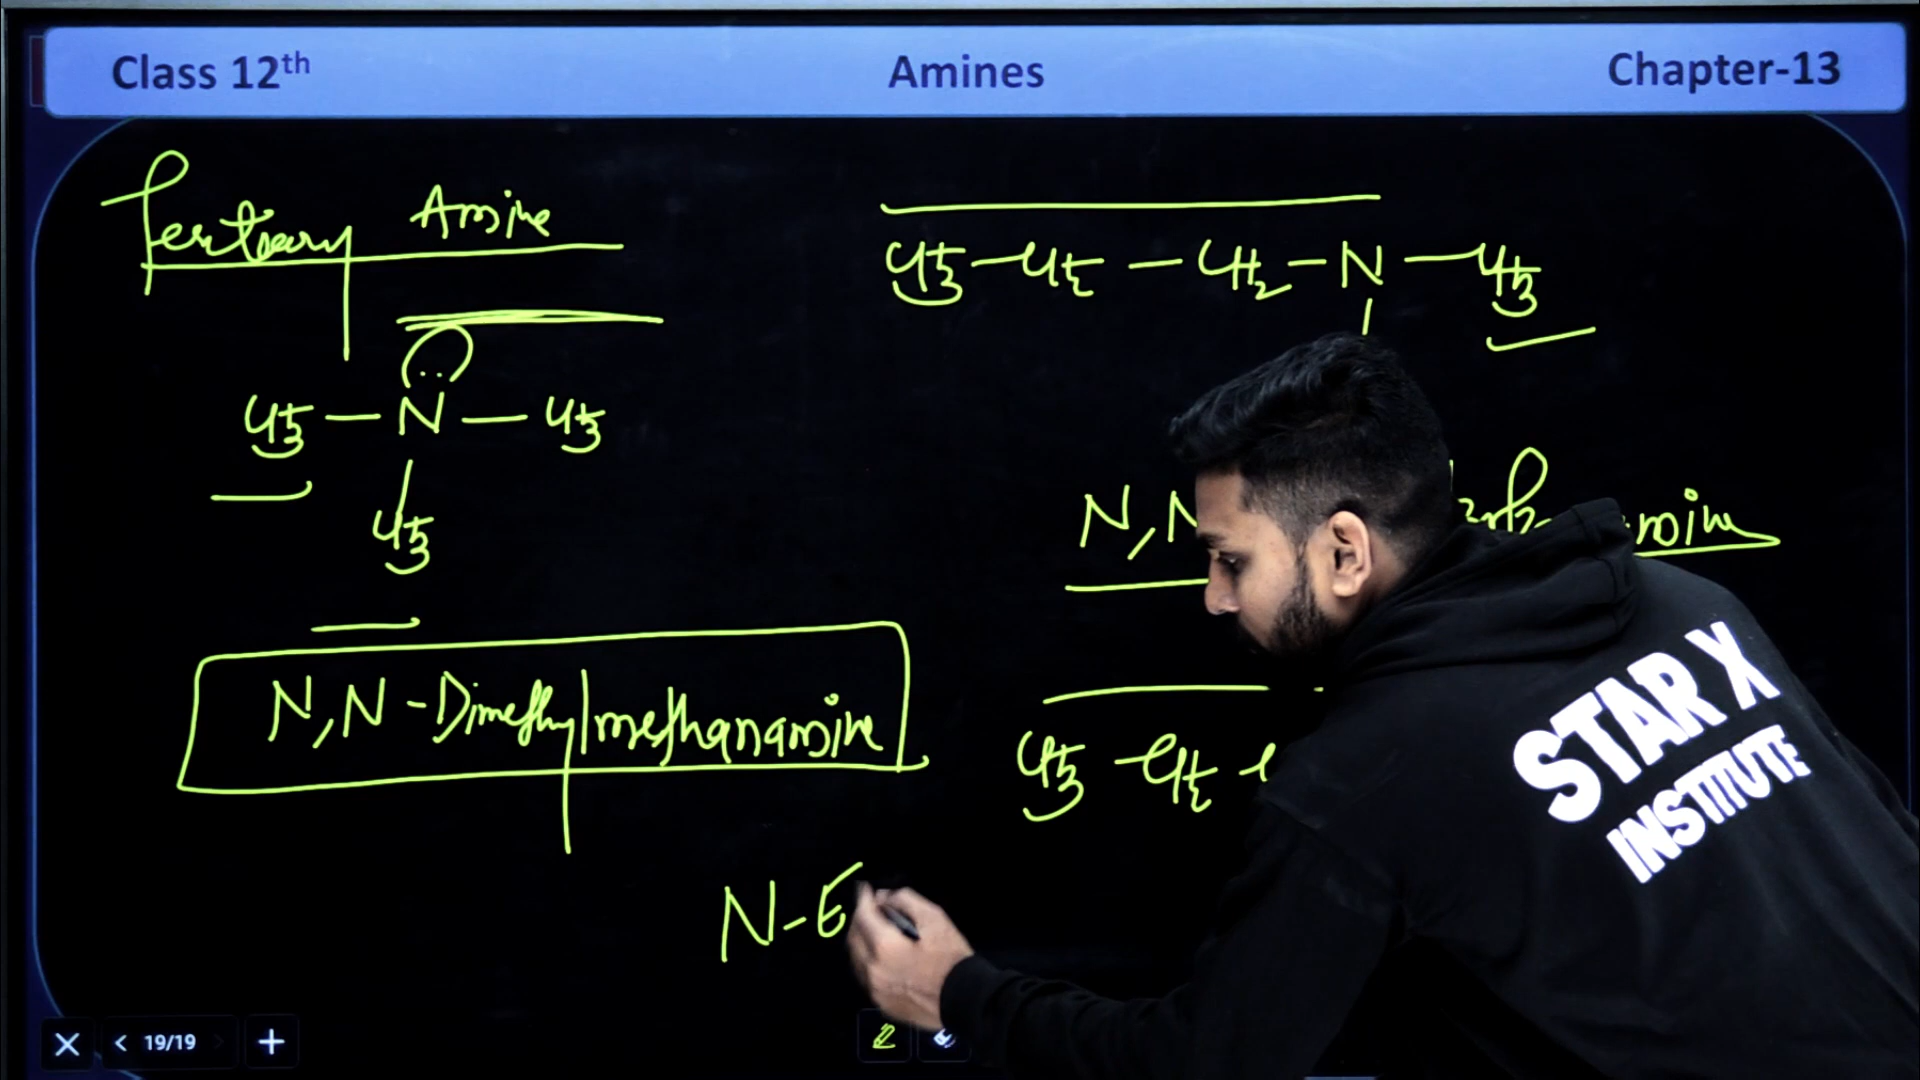 Class 12th Amines Chapter-13
Tertiary Amine
CH3-N-CH3
CH3
N,N-Dimethylmethanamine
CH3-CH2-CH2-N-CH3
N,N
amine
CH3-CH2-
N-E
STAR X
INSTITUTE
19/19